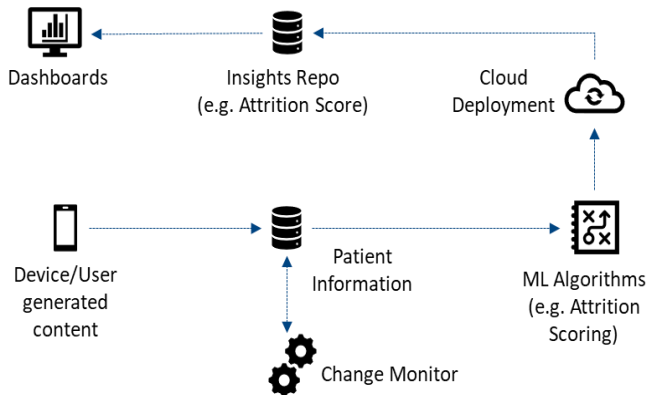 Dashboards
Insights Repo
(e.g. Attrition Score)
Cloud
Deployment
Device/User
generated
content
Patient
Information
ML Algorithms
(e.g. Attrition
Scoring)
Change Monitor